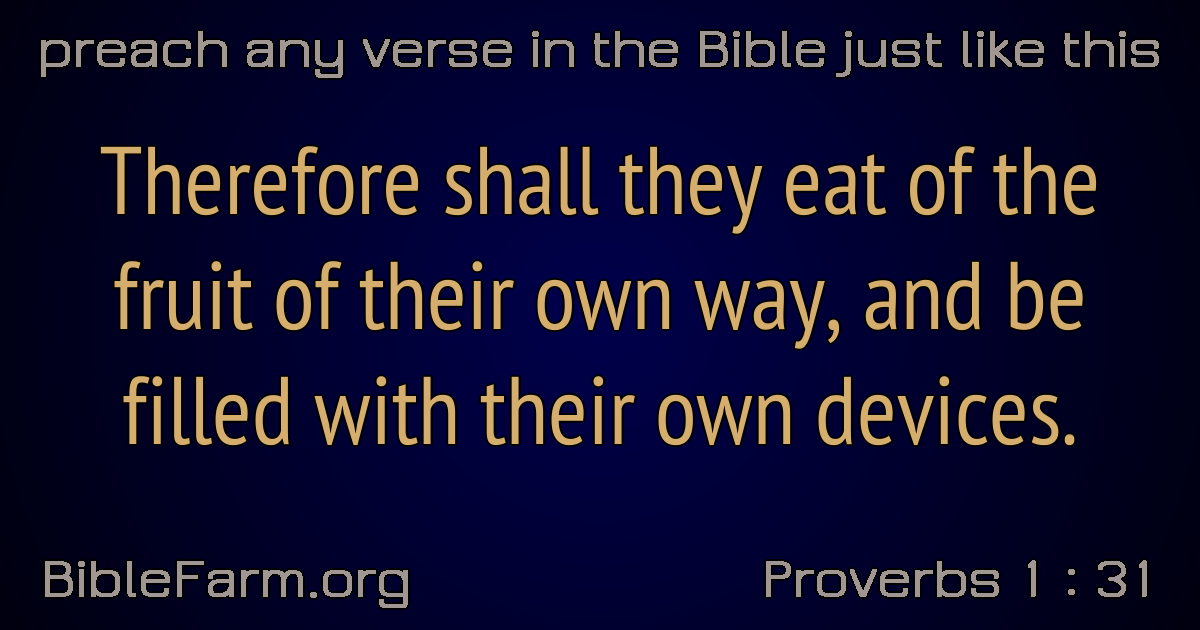 preach any verse in the Bible just like this
Therefore shall they eat of the
fruit of their own way, and be
filled with their own devices.
BibleFarm.org
Proverbs 1 : 31